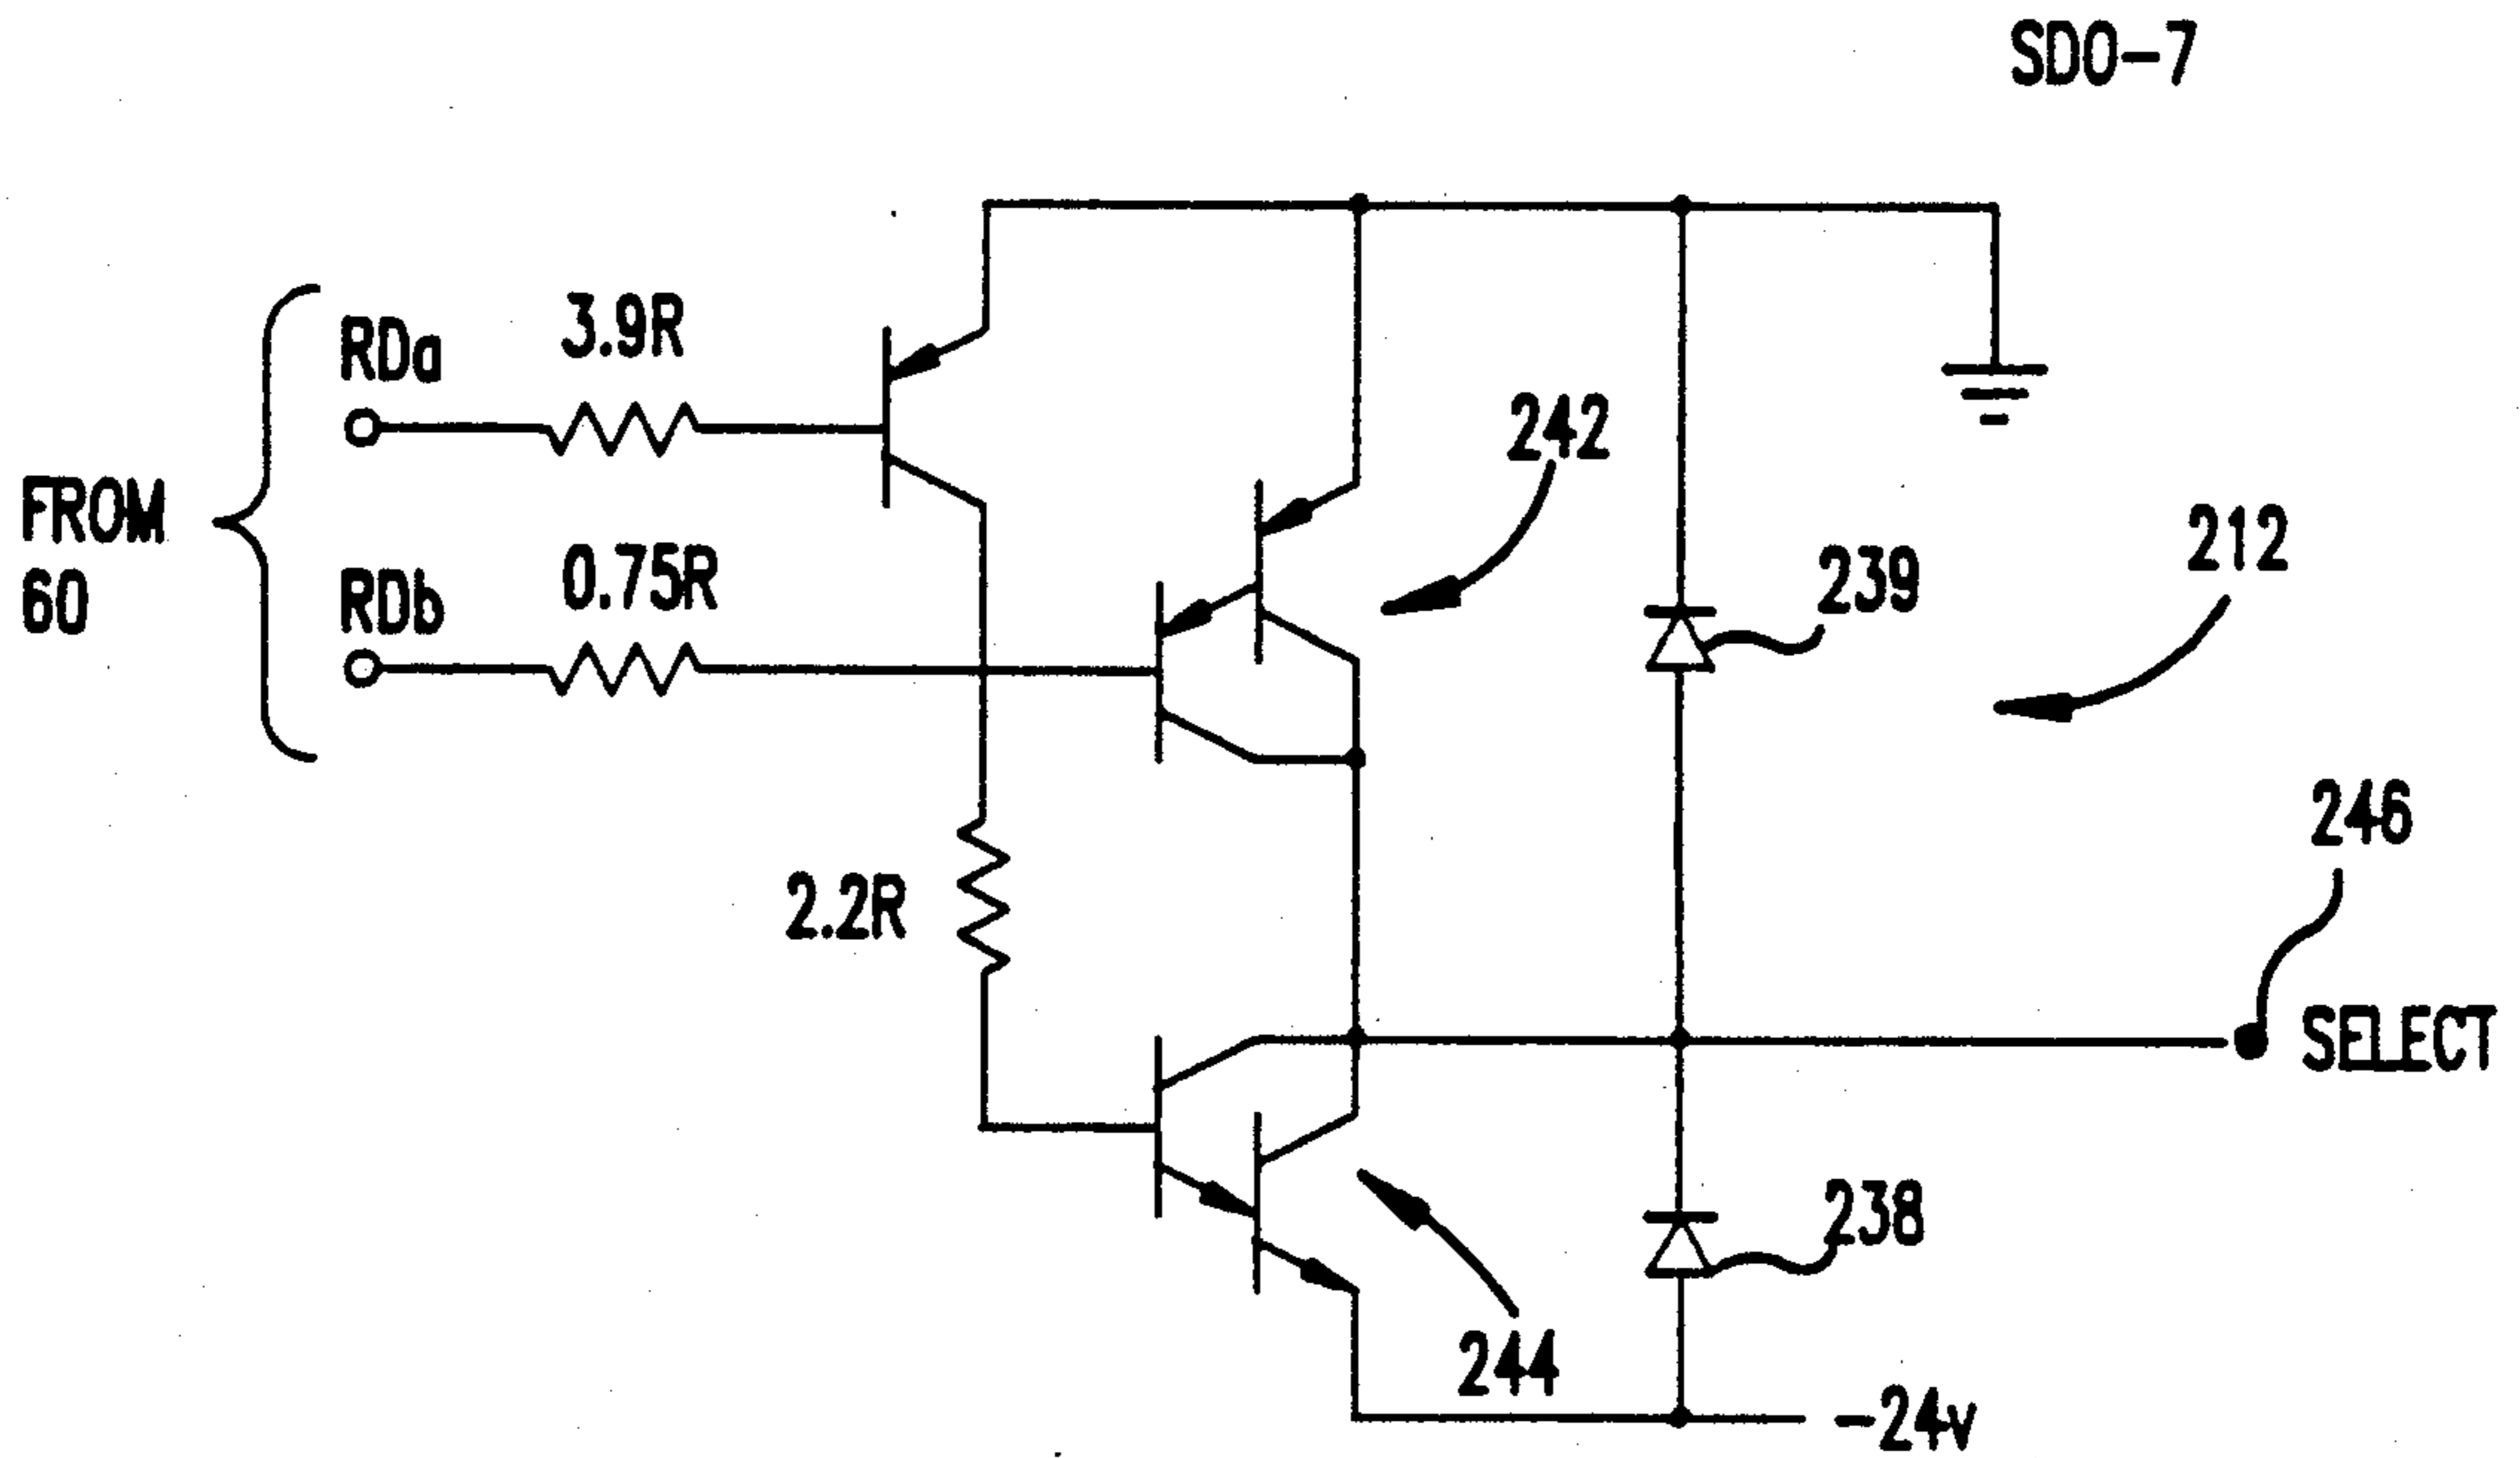 SD0-7
RDa
3.9R
FROM
60
RDb
0.75R
242
239
212
246
2.2R
SELECT
238
244
-24v